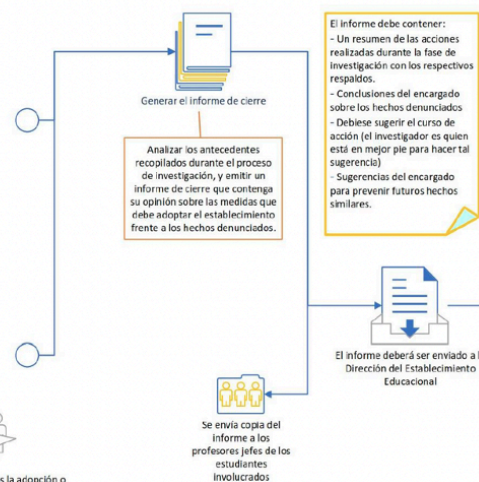 Generar el informe de cierre
Analizar los antecedentes
recopilados durante el proceso
de investigación, y emitir un
informe de cierre que contenga
su opinión sobre las medidas que
debe adoptar el establecimiento
frente a los hechos denunciados.
El informe debe contener:
- Un resumen de las acciones
realizadas durante la fase de
investigación con los respectivos
respaldos.
- Conclusiones del encargado
sobre los hechos denunciados
- Debiese sugerir el curso de
acción (el investigador es quien
está en mejor pie para hacer tal
sugerencia)
- Sugerencias del encargado
para prevenir futuros hechos
similares.
El informe deberá ser enviado a l
Dirección del Establecimiento
Educacional
Se envía copia del
informe a los
profesores jefes de los
estudiantes
involucrados
s la adopción o